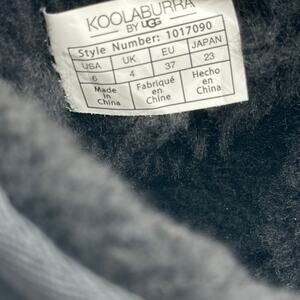 KOOLABURRA
BY UGG
Style Number: 1017090
USA UK EU JAPAN
6 4 37 23
Made in China Fabriqué en Chine Hecho en China